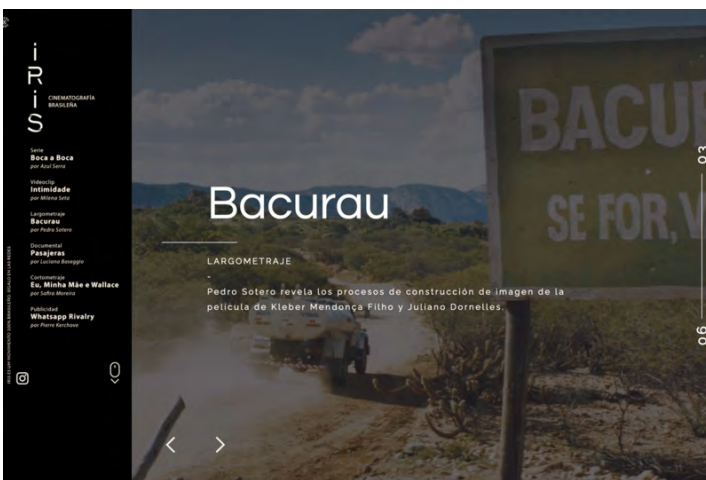 iRiS
CINEMATOGRAFÍA
BRASILEÑA
Serie
Boca a Boca
por Azul Serra
Videoclip
Intimidade
por Milena Seta
Largometraje
Bacurau
por Pedro Sotero
Documental
Pasajeras
por Luciana Baseggio
Cortometraje
Eu, Minha Mãe e Wallace
por Safira Moreira
Publicidad
Whatsapp Rivalry
por Pierre Kerchove
Bacurau
LARGOMETRAJE
-
Pedro Sotero revela los procesos de construcción de imagen de la
película de Kleber Mendonça Filho y Juliano Dornelles.
BACU
SE FOR, V
03
06